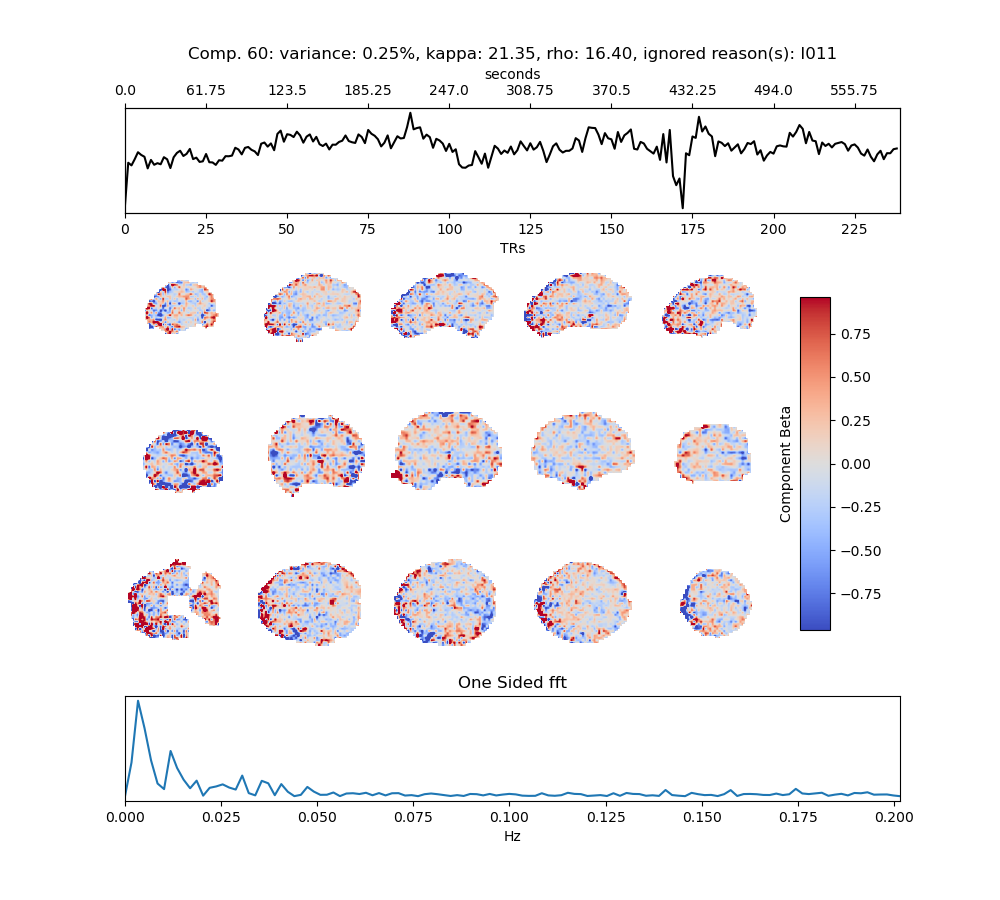 Comp. 60: variance: 0.25%, kappa: 21.35, rho: 16.40, ignored reason(s): I011
seconds
0.0 61.75 123.5 185.25 247.0 308.75 370.5 432.25 494.0 555.75
0 25 50 75 100 125 150 175 200 225
TRs
0.75
0.50
0.25
0.00
−0.25
−0.50
−0.75
Component Beta
One Sided fft
0.000 0.025 0.050 0.075 0.100 0.125 0.150 0.175 0.200
Hz